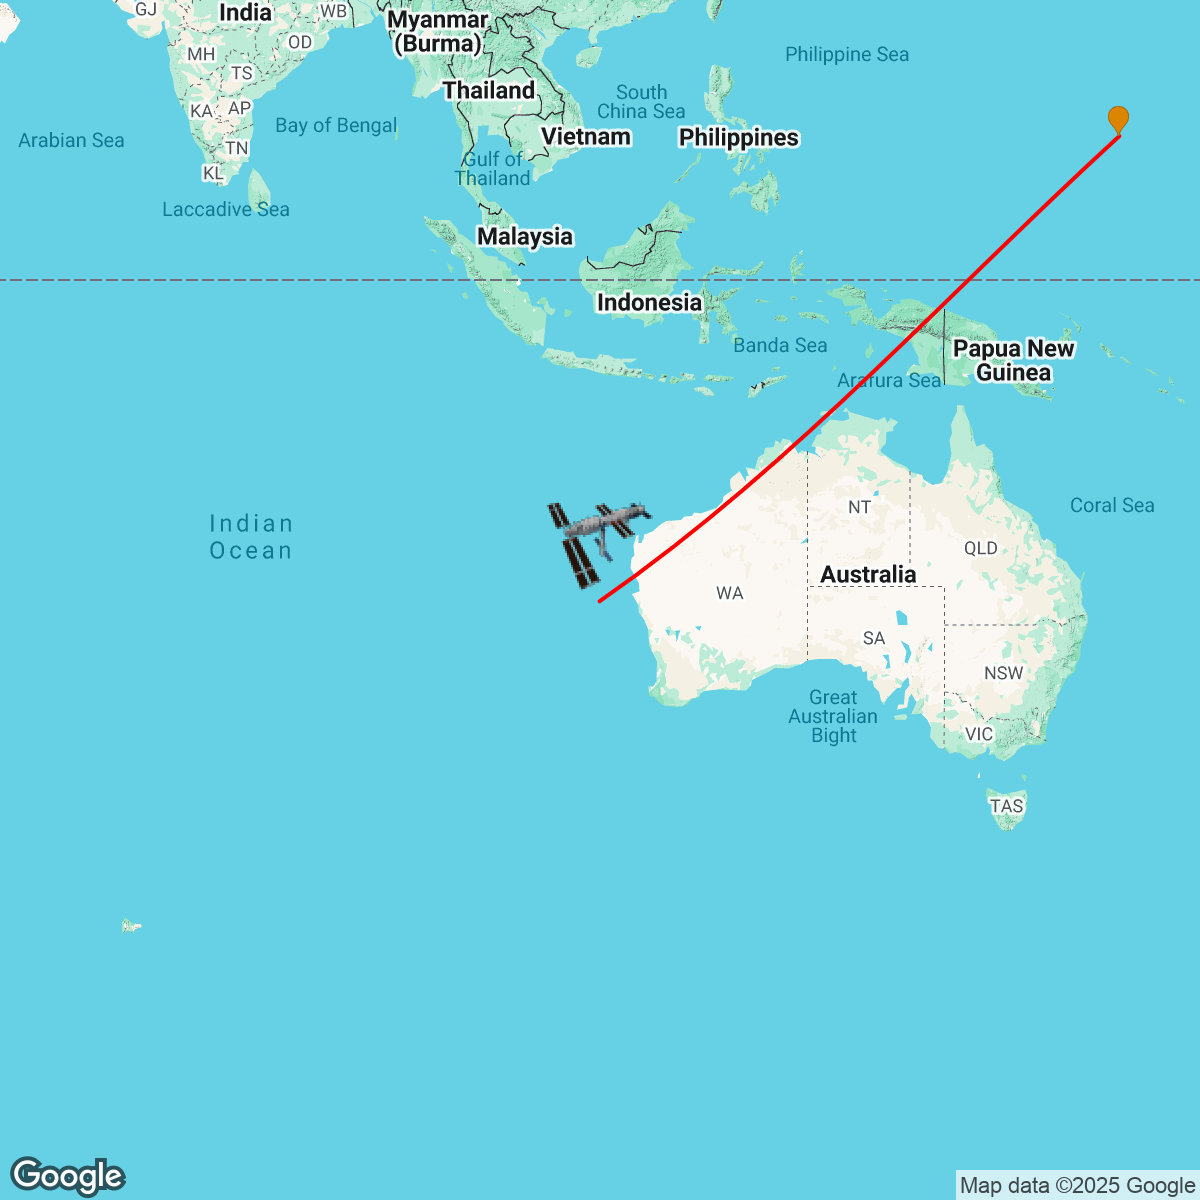 GJ
India
WB
Myanmar
(Burma)
MH
OD
TS
Philippine Sea
Thailand
South
China Sea
KA
AP
Bay of Bengal
Arabian Sea
Vietnam
Philippines
TN
Gulf of
Thailand
KL
Laccadive Sea
Malaysia
Indonesia
Banda Sea
Papua New
Guinea
Arafura Sea
Indian
Ocean
NT
Coral Sea
QLD
Australia
WA
SA
NSW
Great
Australian
Bight
VIC
TAS
Google
Map data ©2025 Google